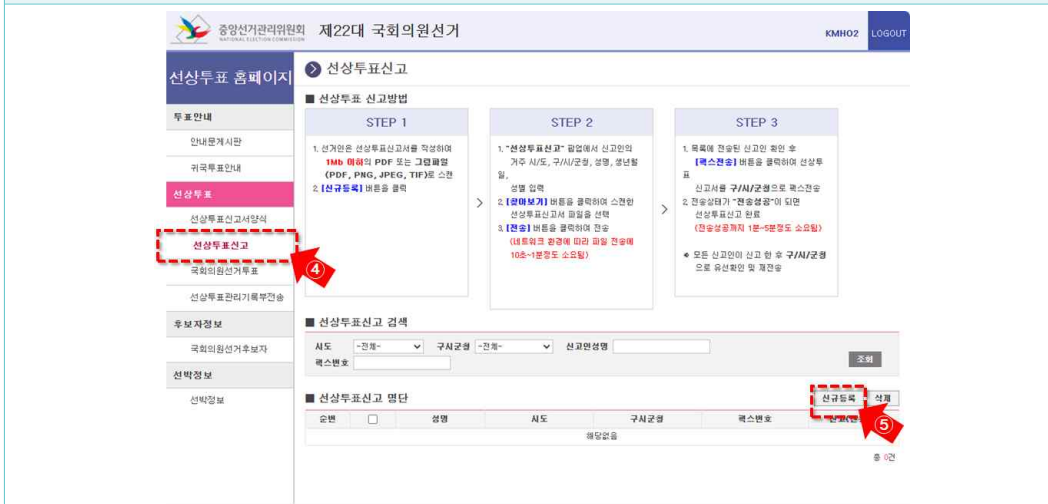 중앙선거관리위원회
NATIONAL ELECTION COMMISSION
제22대 국회의원선거
KMH02
LOGOUT
선상투표 홈페이지
투표안내
안내문게시판
귀국투표안내
선상투표
선상투표신고서양식
선상투표신고
국회의원선거투표
선상투표관리기록부전송
후보자정보
국회의원선거후보자
선박정보
선박정보
④
선상투표신고
■ 선상투표 신고방법
STEP 1
1. 선거인은 선상투표신고서를 작성하여
1Mb 이하의 PDF 또는 그림파일
(PDF, PNG, JPEG, TIF)로 스캔
2. [신규등록] 버튼을 클릭
>
STEP 2
1. "선상투표신고" 팝업에서 신고인의
거주 시/도, 구/시/군청, 성명, 생년월
일,
성별 입력
2. [찾아보기] 버튼을 클릭하여 스캔한
선상투표신고서 파일을 선택
3. [전송] 버튼을 클릭하여 전송
(네트워크 환경에 따라 파일 전송에
10초~1분정도 소요됨)
>
STEP 3
1. 목록에 전송된 신고인 확인 후
[팩스전송] 버튼을 클릭하여 선상투
표
신고서를 구/시/군청으로 팩스전송
2. 전송상태가 "전송성공"이 되면
선상투표신고 완료
(전송성공까지 1분~5분정도 소요됨)
※ 모든 신고인이 신고 한 후 구/시/군청
으로 유선확인 및 재전송
■ 선상투표신고 검색
시도 -전체- 구시군청 -전체- 신고인성명
팩스번호
조회
■ 선상투표신고 명단
신규등록 삭제
순번 성명 시도 구시군청 팩스번호
⑤
해당없음
총 0건